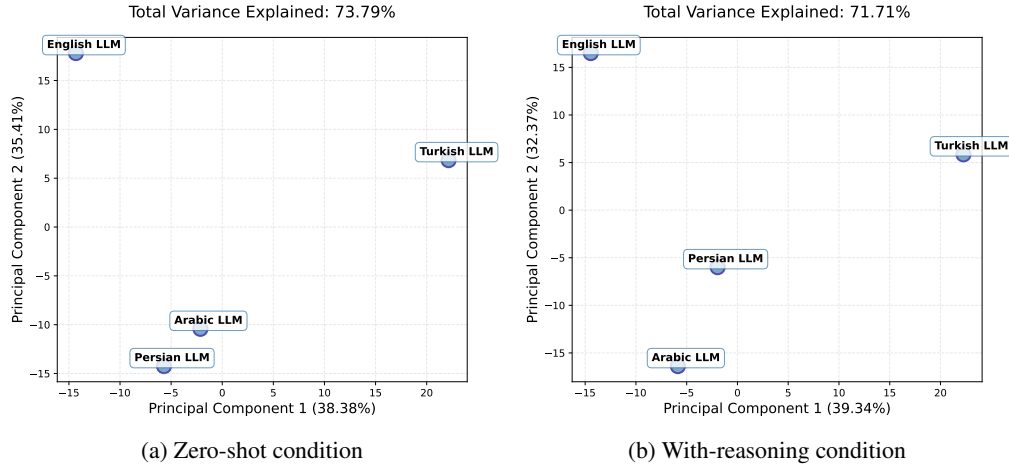 Total Variance Explained: 73.79%
English LLM
Turkish LLM
Arabic LLM
Persian LLM
15
10
5
0
−5
−10
−15
Principal Component 2 (35.41%)
−15 −10 −5 0 5 10 15 20
Principal Component 1 (38.38%)
(a) Zero-shot condition
Total Variance Explained: 71.71%
English LLM
Turkish LLM
Persian LLM
Arabic LLM
15
10
5
0
−5
−10
−15
Principal Component 2 (32.37%)
−15 −10 −5 0 5 10 15 20
Principal Component 1 (39.34%)
(b) With-reasoning condition